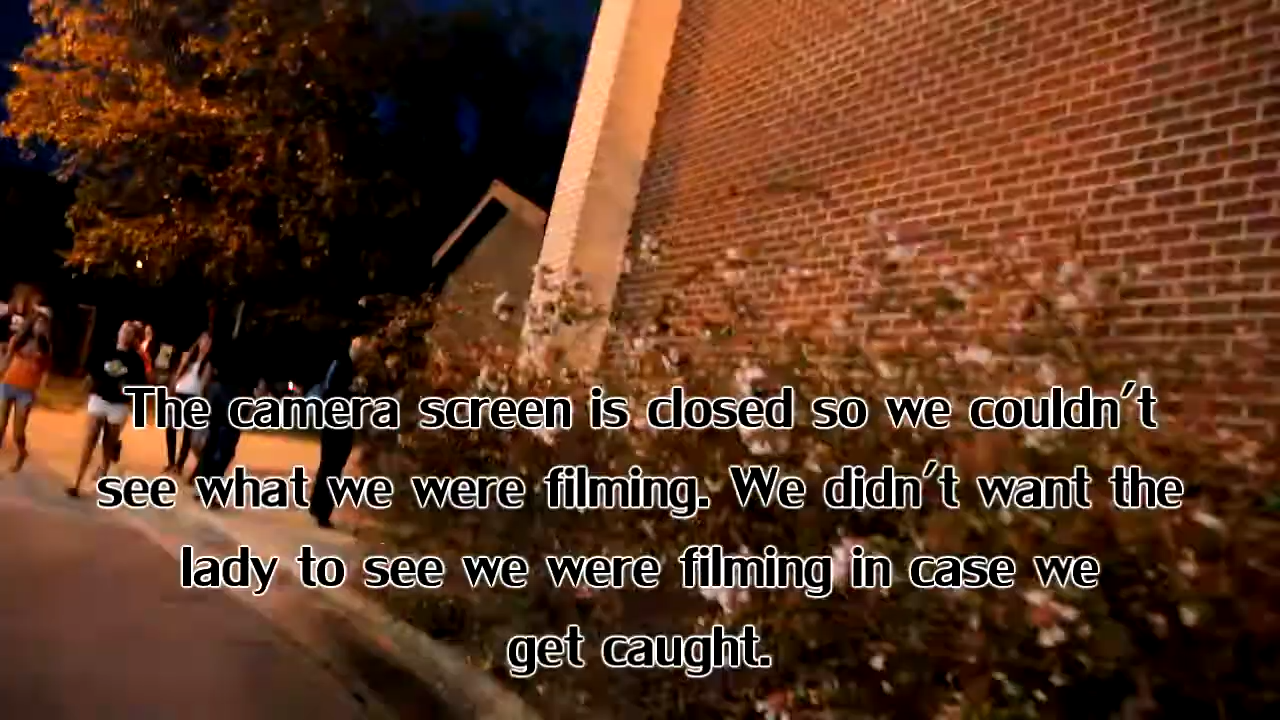 The camera screen is closed so we couldn't
see what we were filming. We didn't want the
lady to see we were filming in case we
get caught.